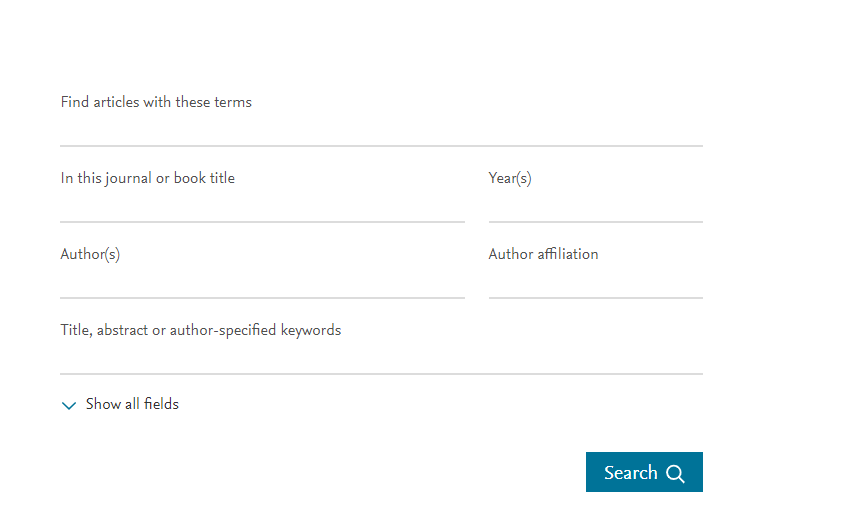 Find articles with these terms
In this journal or book title
Year(s)
Author(s)
Author affiliation
Title, abstract or author-specified keywords
Show all fields
Search